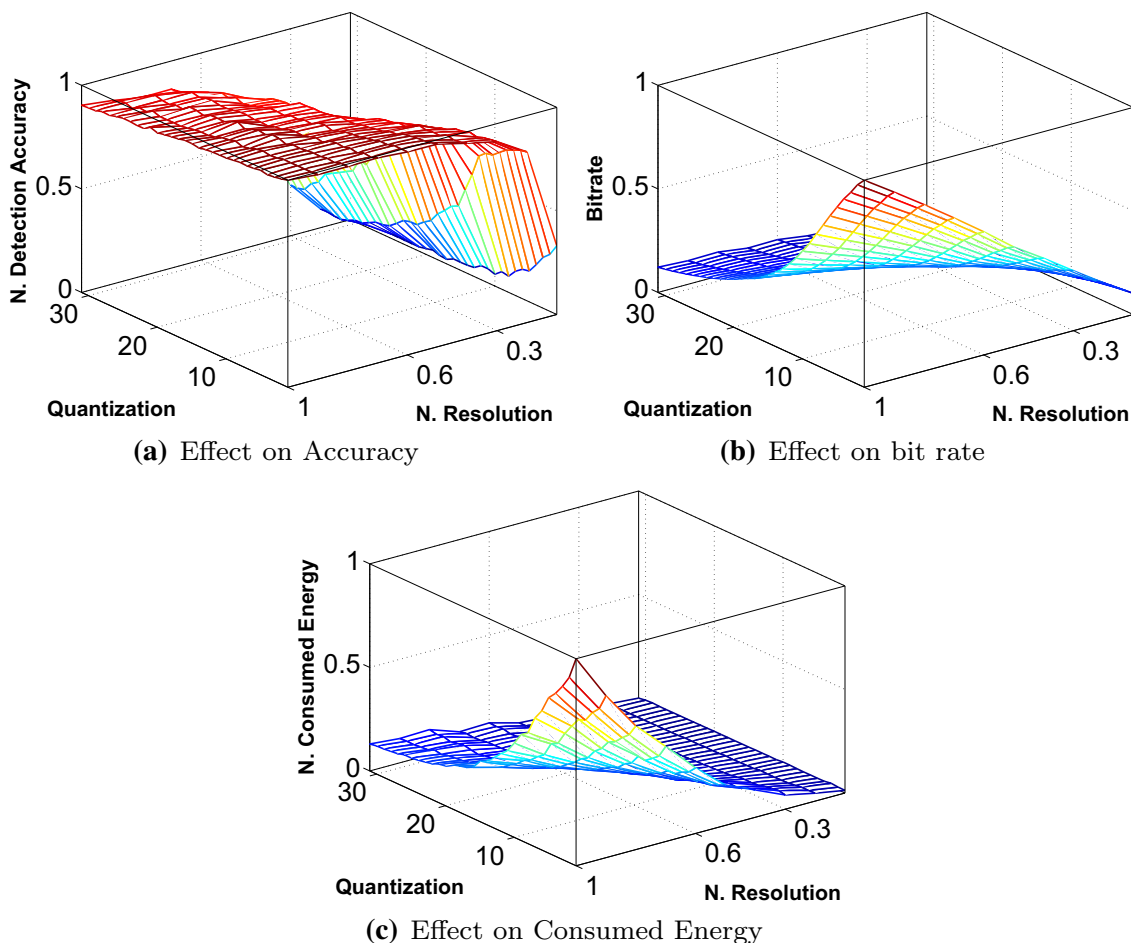 1
0.5
0
N. Detection Accuracy
30
20
10
Quantization
1
0.6
0.3
N. Resolution
(a) Effect on Accuracy
1
0.5
0
Bitrate
30
20
10
Quantization
1
0.6
0.3
N. Resolution
(b) Effect on bit rate
1
0.5
0
N. Consumed Energy
30
20
10
Quantization
1
0.6
0.3
N. Resolution
(c) Effect on Consumed Energy